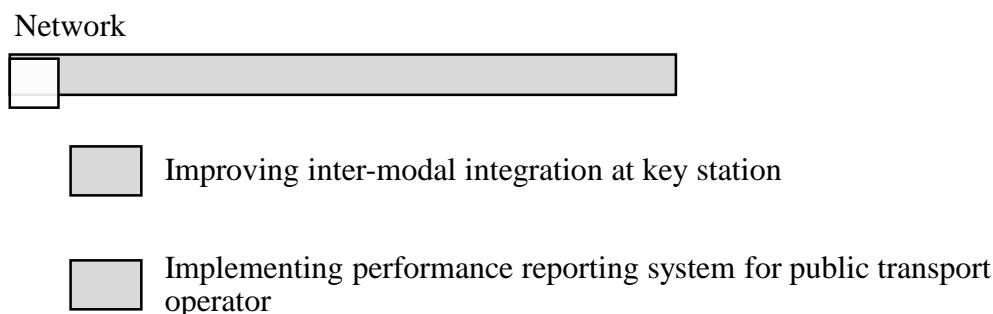 Network
Improving inter-modal integration at key station
Implementing performance reporting system for public transport
operator